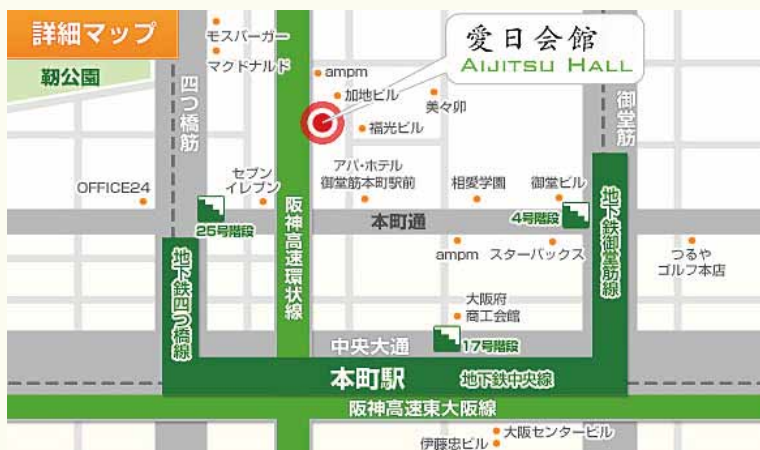 詳細マップ
モスバーガー
マクドナルド
靭公園
四つ橋筋
ampm
加地ビル
福光ビル
美々卯
愛日会館
AIJITSU HALL
御堂筋
OFFICE24
セブン
イレブン
アパ・ホテル
御堂筋本町駅前
相愛学園
御堂ビル
25号階段
阪神高速環状線
本町通
4号階段
地下鉄御堂筋線
ampm
スターバックス
つるや
ゴルフ本店
地下鉄四つ橋線
大阪府
商工会館
中央大通
17号階段
本町駅
地下鉄中央線
阪神高速東大阪線
大阪センタービル
伊藤忠ビル